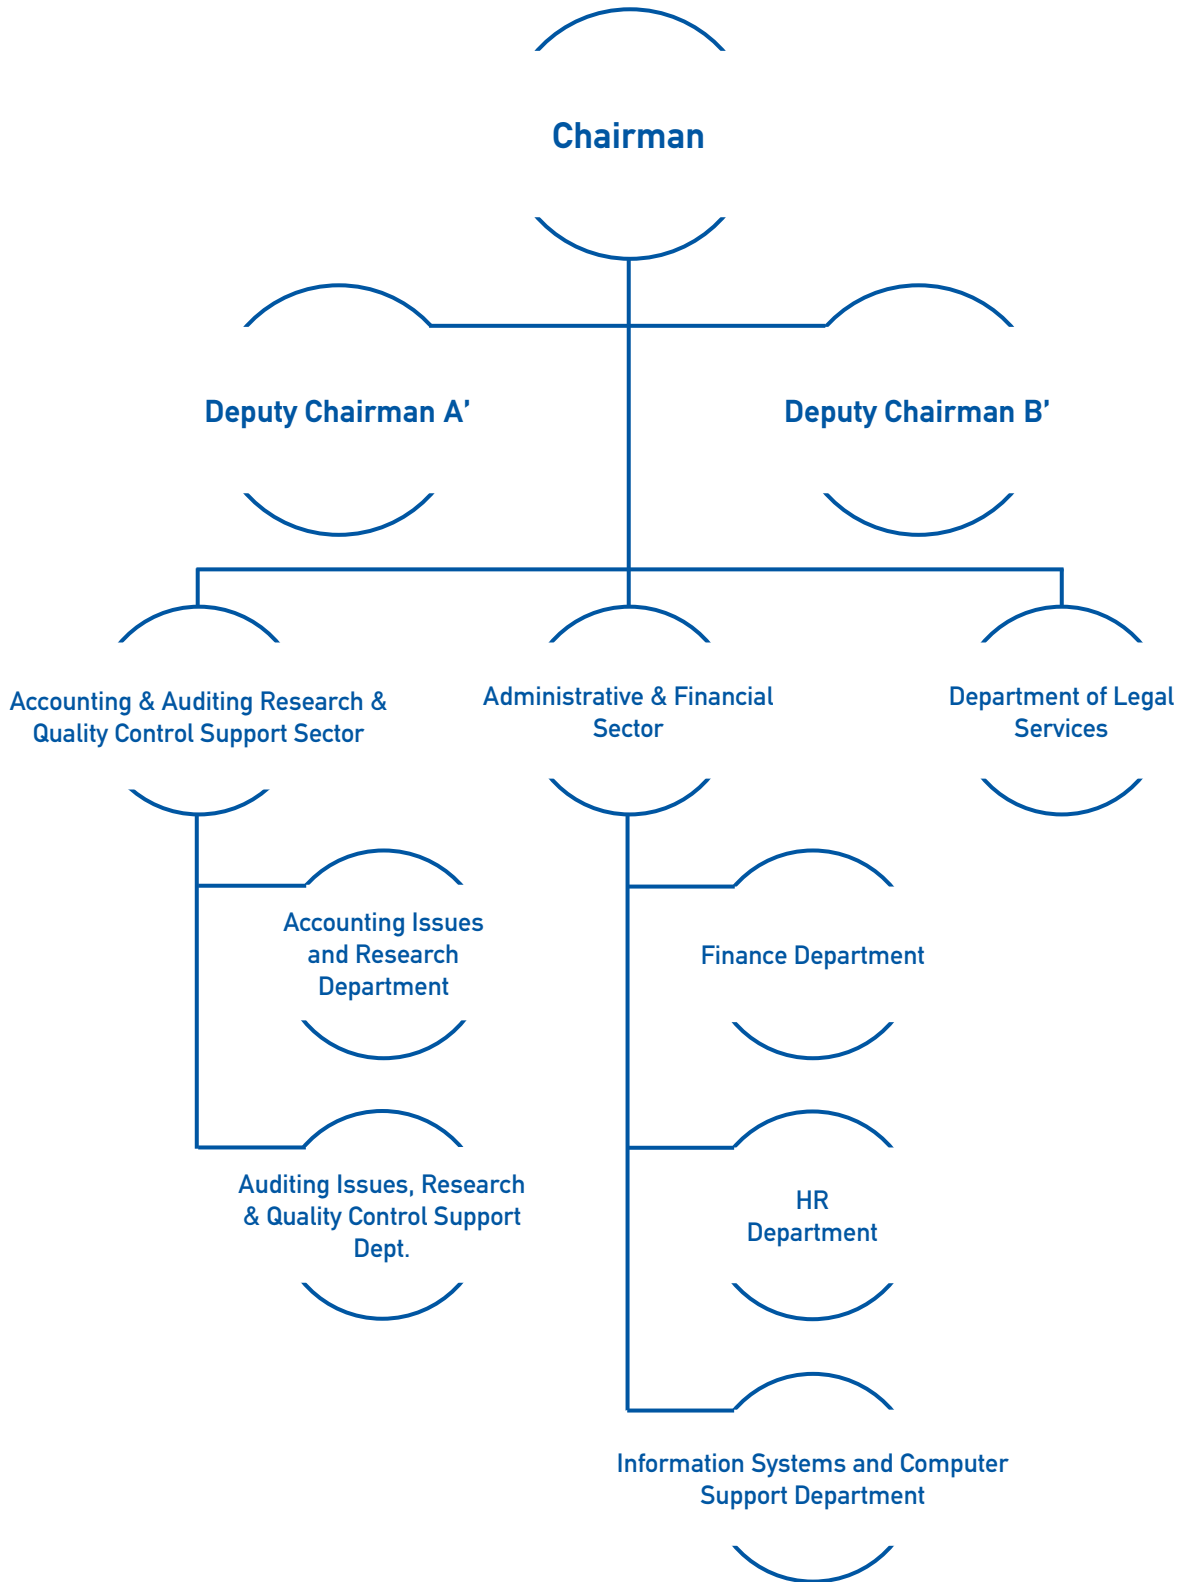 Chairman
Deputy Chairman A’
Deputy Chairman B’
Accounting & Auditing Research &
Quality Control Support Sector
Administrative & Financial
Sector
Department of Legal
Services
Accounting Issues
and Research
Department
Finance Department
Auditing Issues, Research
& Quality Control Support
Dept.
HR
Department
Information Systems and Computer
Support Department